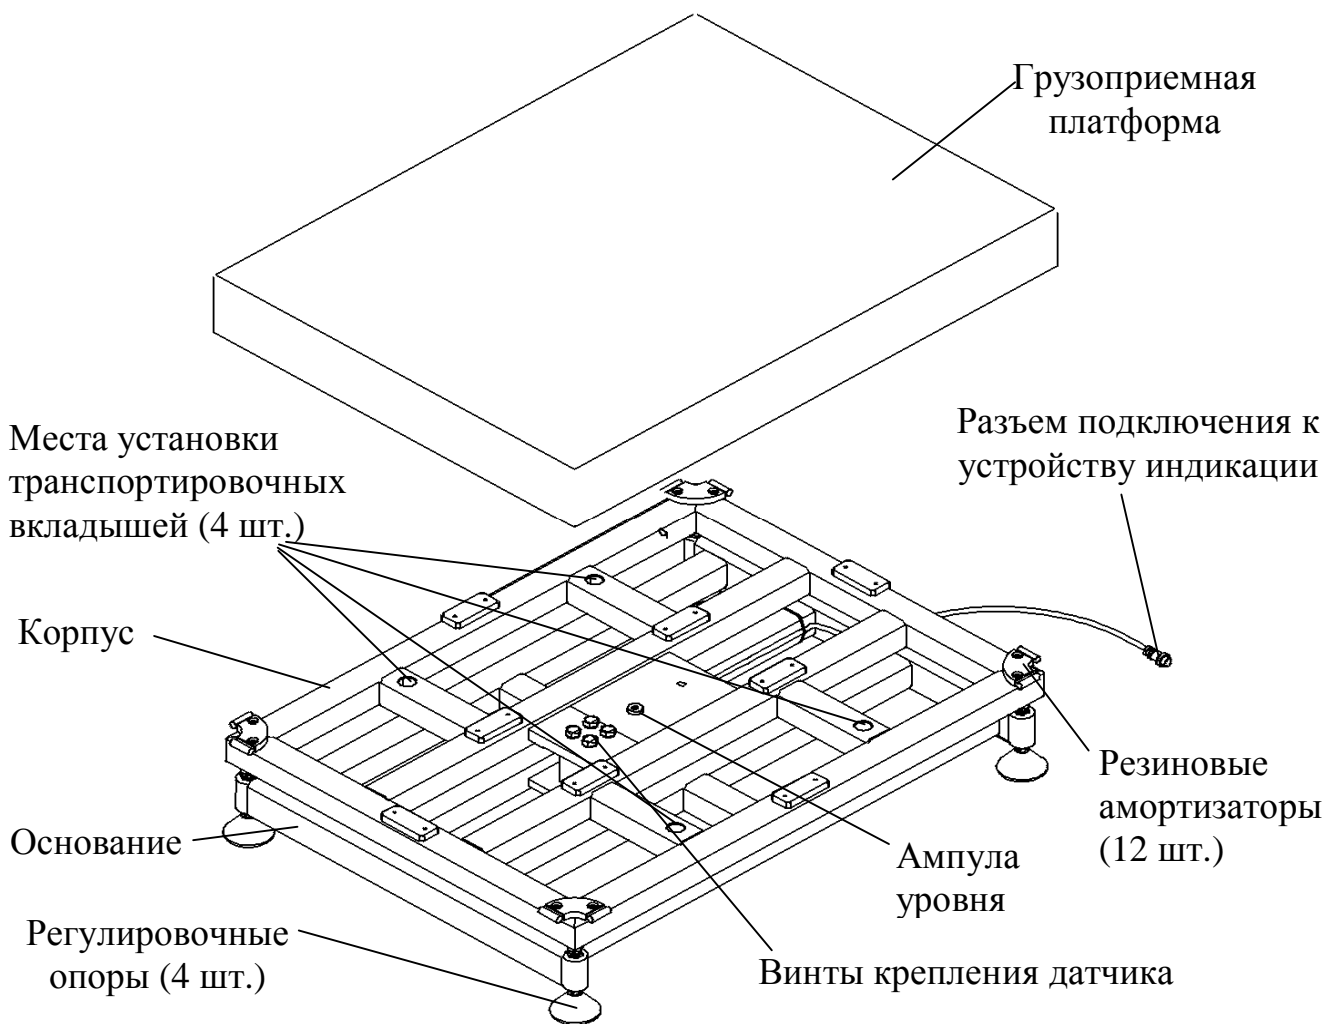 Грузоприемная
платформа
Места установки
транспортировочных
вкладышей (4 шт.)
Разъем подключения к
устройству индикации
Корпус
Основание
Регулировочные
опоры (4 шт.)
Резиновые
амортизаторы
(12 шт.)
Ампула
уровня
Винты крепления датчика